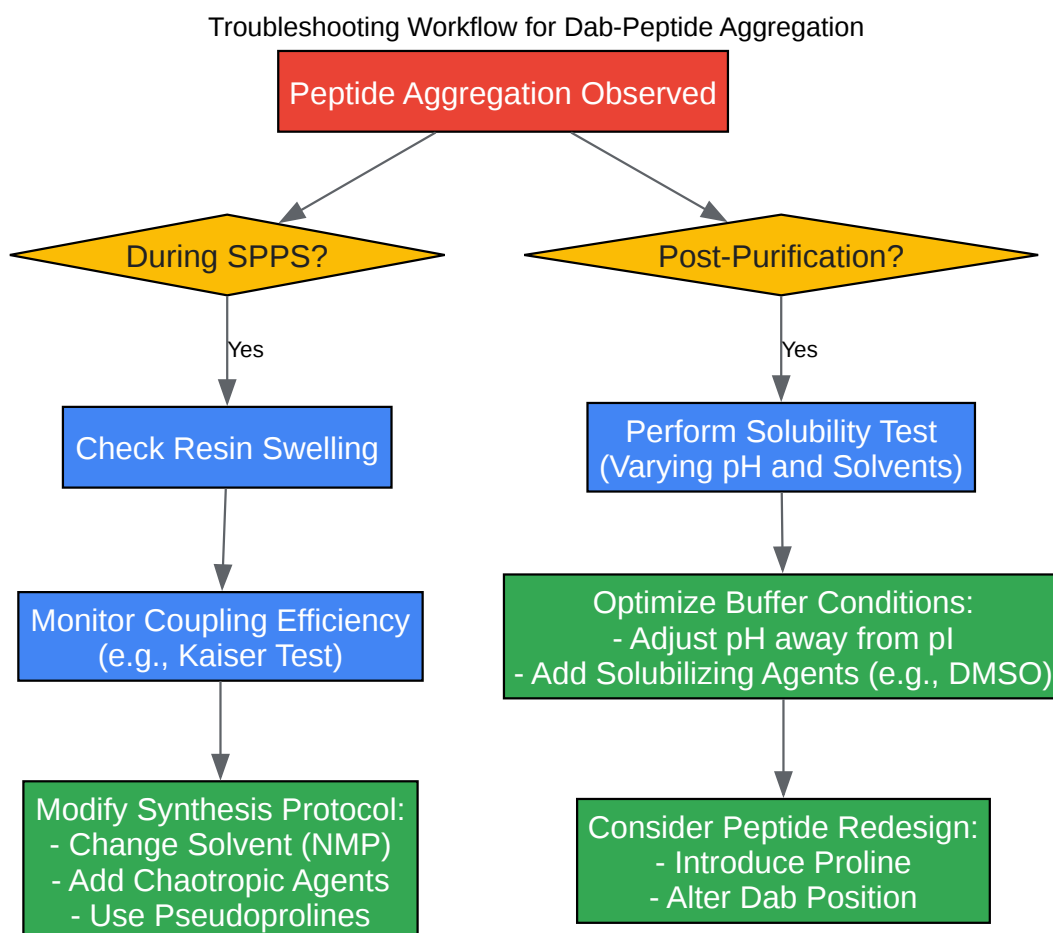 Troubleshooting Workflow for Dab-Peptide Aggregation
Peptide Aggregation Observed
During SPPS?
Post-Purification?
Yes
Yes
Check Resin Swelling
Perform Solubility Test
(Varying pH and Solvents)
Monitor Coupling Efficiency
(e.g., Kaiser Test)
Optimize Buffer Conditions:
- Adjust pH away from pI
- Add Solubilizing Agents (e.g., DMSO)
Modify Synthesis Protocol:
- Change Solvent (NMP)
- Add Chaotropic Agents
- Use Pseudoprolines
Consider Peptide Redesign:
- Introduce Proline
- Alter Dab Position